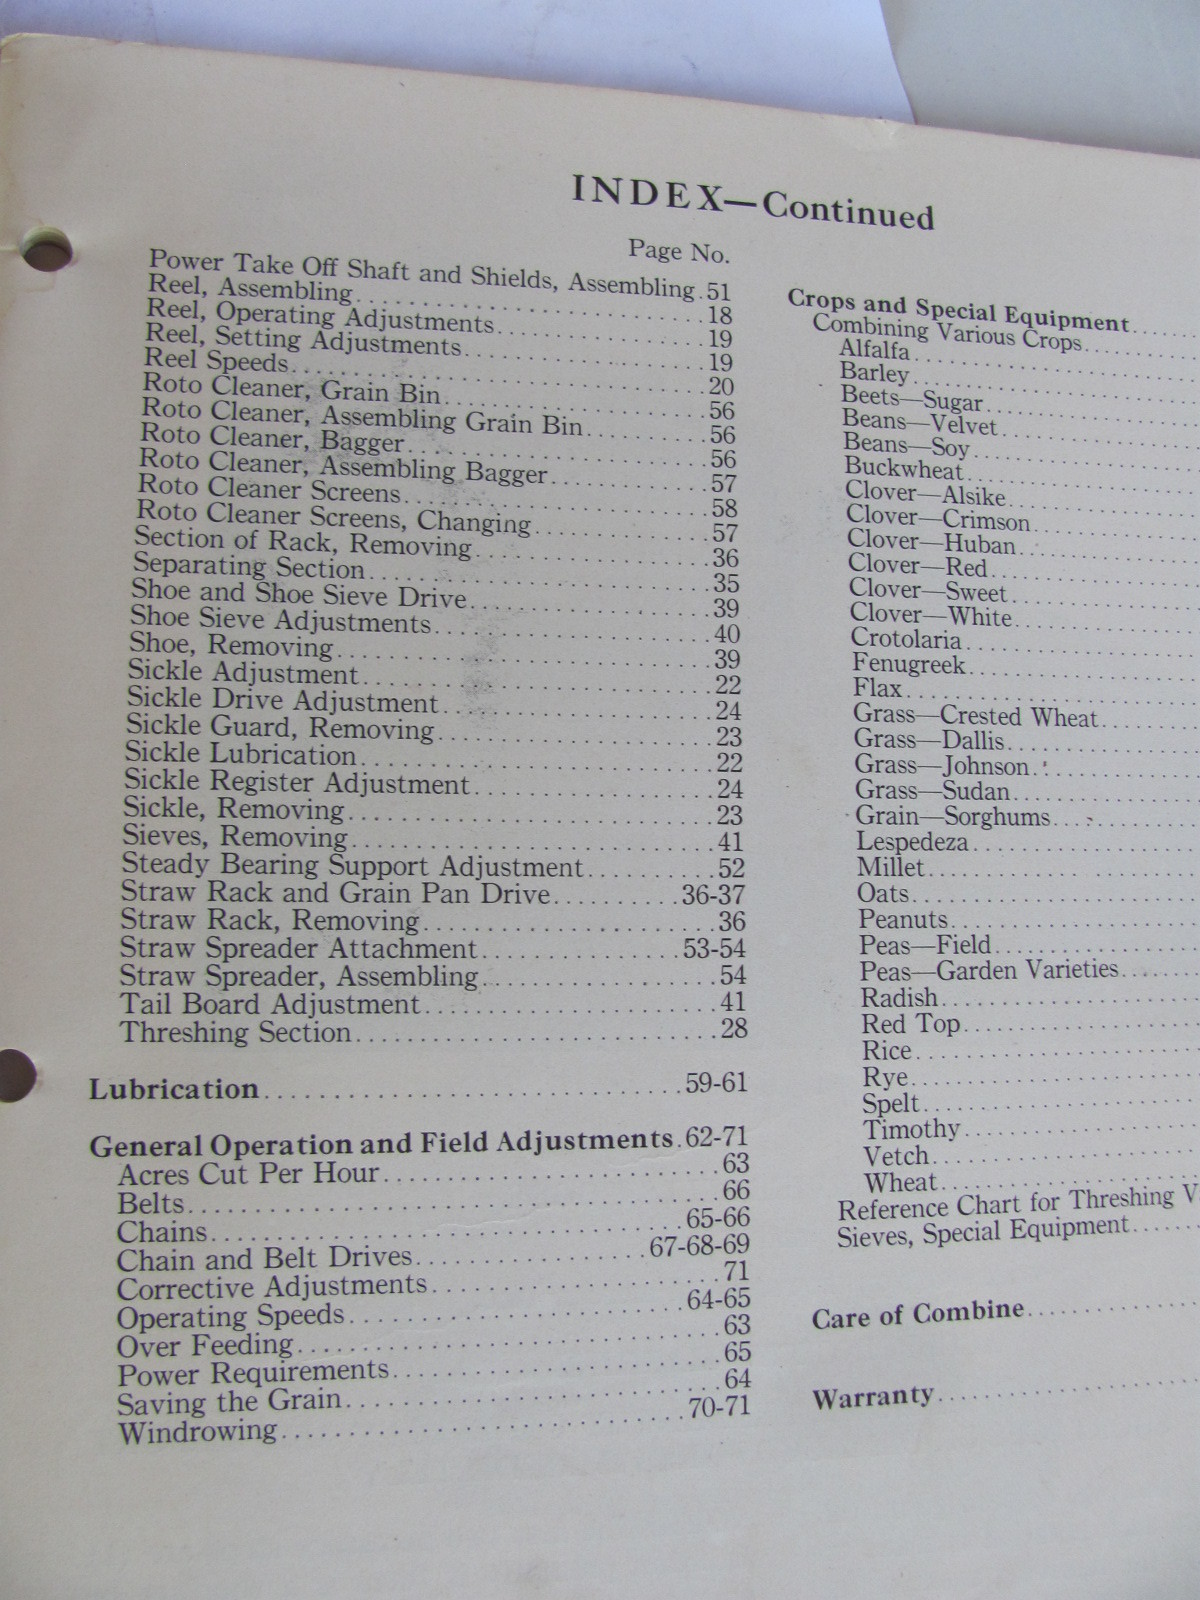 INDEX—Continued
Page No.
Power Take Off Shaft and Shields, Assembling.51
Reel, Assembling..........18
Reel, Operating Adjustments..........19
Reel, Setting Adjustments..........19
Reel Speeds..........20
Roto Cleaner, Grain Bin..........56
Roto Cleaner, Assembling Grain Bin..........56
Roto Cleaner, Bagger..........56
Roto Cleaner, Assembling Bagger..........57
Roto Cleaner Screens..........58
Roto Cleaner Screens, Changing..........57
Section of Rack, Removing..........36
Separating Section..........35
Shoe and Shoe Sieve Drive..........39
Shoe Sieve Adjustments..........40
Shoe, Removing..........39
Sickle Adjustment..........22
Sickle Drive Adjustment..........24
Sickle Guard, Removing..........23
Sickle Lubrication..........22
Sickle Register Adjustment..........24
Sickle, Removing..........23
Sieves, Removing..........41
Steady Bearing Support Adjustment..........52
Straw Rack and Grain Pan Drive..........36-37
Straw Rack, Removing..........36
Straw Spreader Attachment..........53-54
Straw Spreader, Assembling..........54
Tail Board Adjustment..........41
Threshing Section..........28
Lubrication..........59-61
General Operation and Field Adjustments.62-71
Acres Cut Per Hour..........63
Belts..........66
Chains..........65-66
Chain and Belt Drives..........67-68-69
Corrective Adjustments..........71
Operating Speeds..........64-65
Over Feeding..........63
Power Requirements..........65
Saving the Grain..........64
Windrowing..........70-71
Crops and Special Equipment......
Combining Various Crops..........
Alfalfa..........
Barley..........
Beets—Sugar..........
Beans—Velvet..........
Beans—Soy..........
Buckwheat..........
Clover—Alsike..........
Clover—Crimson..........
Clover—Huban..........
Clover—Red..........
Clover—Sweet..........
Clover—White..........
Crotolaria..........
Fenugreek..........
Flax..........
Grass—Crested Wheat..........
Grass—Dallis..........
Grass—Johnson..........
Grass—Sudan..........
Grain—Sorghums..........
Lespedeza..........
Millet..........
Oats..........
Peanuts..........
Peas—Field..........
Peas—Garden Varieties..........
Radish..........
Red Top..........
Rice..........
Rye..........
Spelt..........
Timothy..........
Vetch..........
Wheat..........
Reference Chart for Threshing V
Sieves, Special Equipment......
Care of Combine..........
Warranty..........